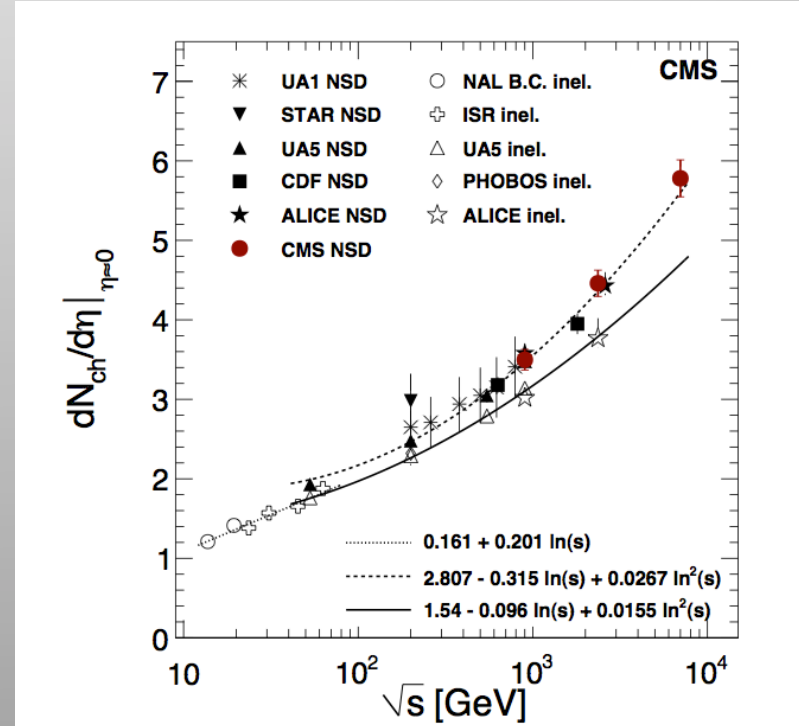 CMS
7
6
5
4
3
2
1
0
dN_ch/dη|_η≈0
UA1 NSD
STAR NSD
UA5 NSD
CDF NSD
ALICE NSD
CMS NSD
NAL B.C. inel.
ISR inel.
UA5 inel.
PHOBOS inel.
ALICE inel.
0.161 + 0.201 ln(s)
2.807 - 0.315 ln(s) + 0.0267 ln²(s)
1.54 - 0.096 ln(s) + 0.0155 ln²(s)
10 10² 10³ 10⁴
√s [GeV]